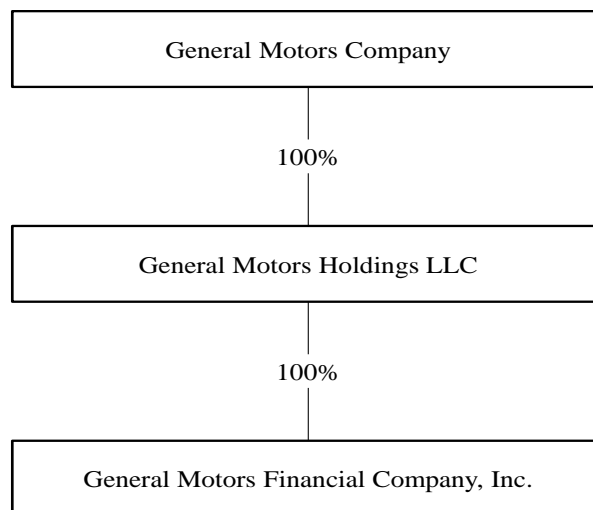 General Motors Company
100%
General Motors Holdings LLC
100%
General Motors Financial Company, Inc.